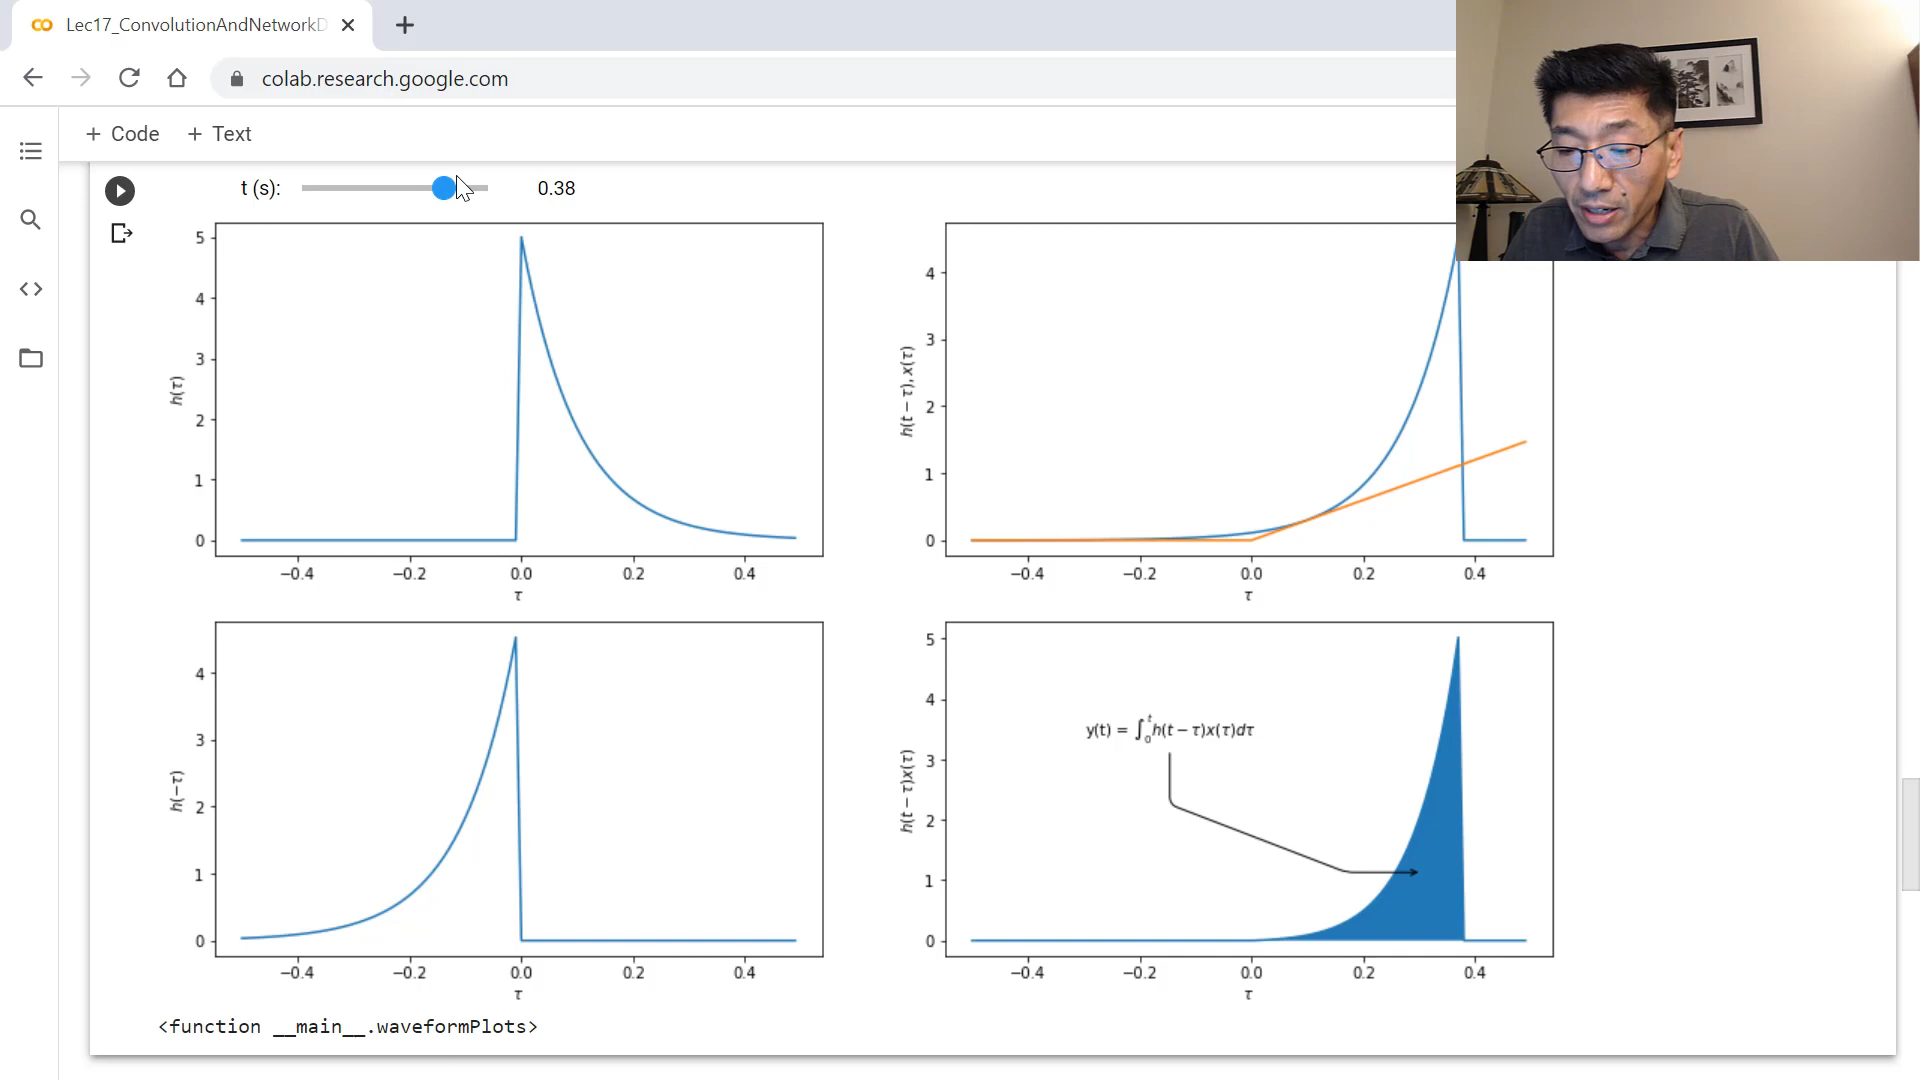 Lec17_ConvolutionAndNetworkD
colab.research.google.com
+ Code + Text
t (s): 0.38
5
4
3
2
1
0
h(τ)
−0.4 −0.2 0.0 0.2 0.4
τ
4
3
2
1
0
h(t − τ), x(τ)
−0.4 −0.2 0.0 0.2 0.4
τ
4
3
2
1
0
h(−τ)
−0.4 −0.2 0.0 0.2 0.4
τ
5
4
3
2
1
0
h(t − τ)x(τ)
y(t) = ∫₀ᵗ h(t − τ)x(τ)dτ
−0.4 −0.2 0.0 0.2 0.4
τ
<function __main__.waveformPlots>